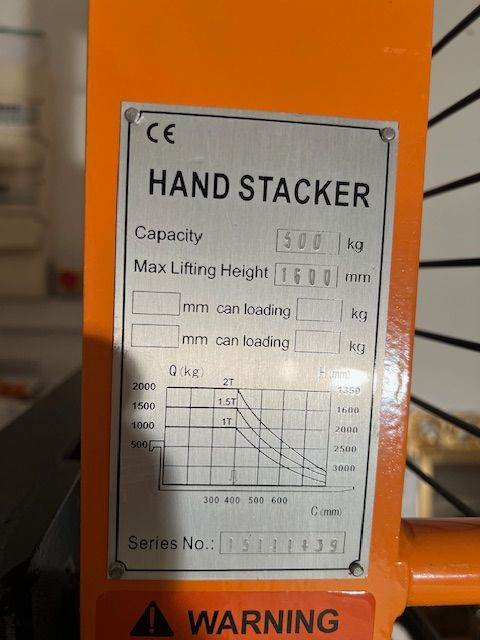 CE
HAND STACKER
Capacity 500 kg
Max Lifting Height 1600 mm
mm can loading kg
mm can loading kg
Q (kg) H (mm)
2000 2T 1350
1500 1.5T 1600
1000 1T 2000
500 2500
3000
300 400 500 600
C (mm)
Series No.:
WARNING